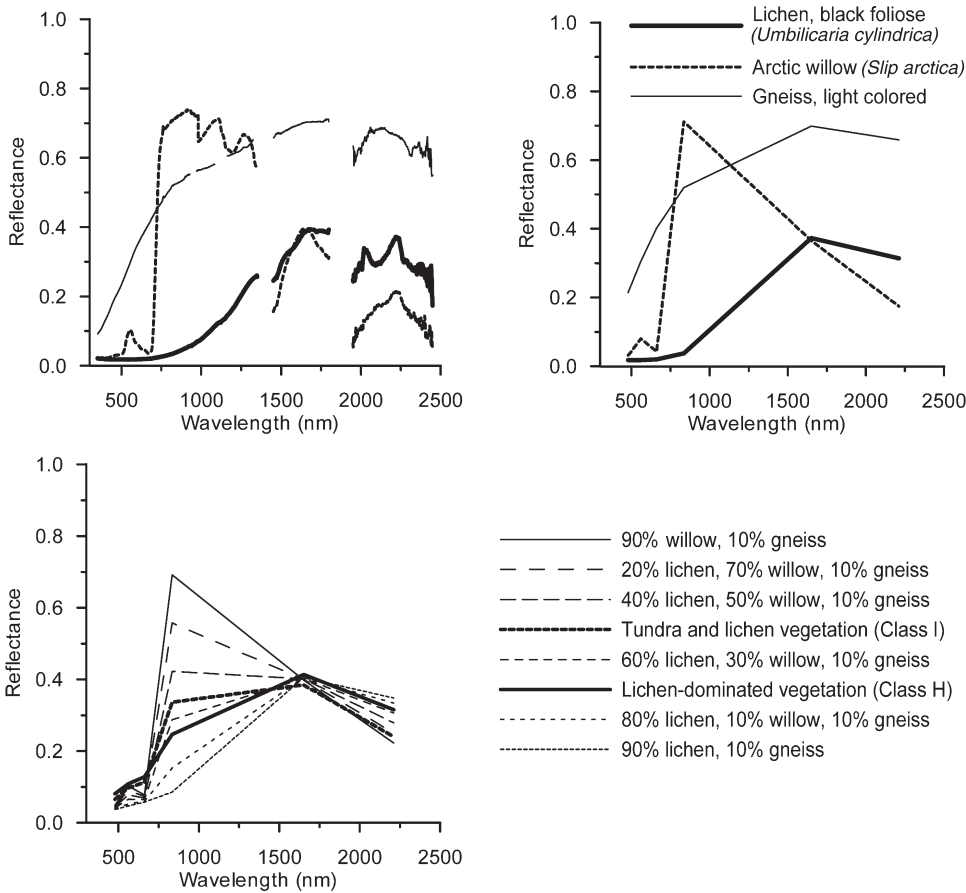 1.0
0.8
0.6
0.4
0.2
0.0
Reflectance
500 1000 1500 2000 2500
Wavelength (nm)
1.0
0.8
0.6
0.4
0.2
0.0
Reflectance
500 1000 1500 2000 2500
Wavelength (nm)
Lichen, black foliose
(Umbilicaria cylindrica)
Arctic willow (Slip arctica)
Gneiss, light colored
1.0
0.8
0.6
0.4
0.2
0.0
Reflectance
500 1000 1500 2000 2500
Wavelength (nm)
90% willow, 10% gneiss
20% lichen, 70% willow, 10% gneiss
40% lichen, 50% willow, 10% gneiss
Tundra and lichen vegetation (Class I)
60% lichen, 30% willow, 10% gneiss
Lichen-dominated vegetation (Class H)
80% lichen, 10% willow, 10% gneiss
90% lichen, 10% gneiss